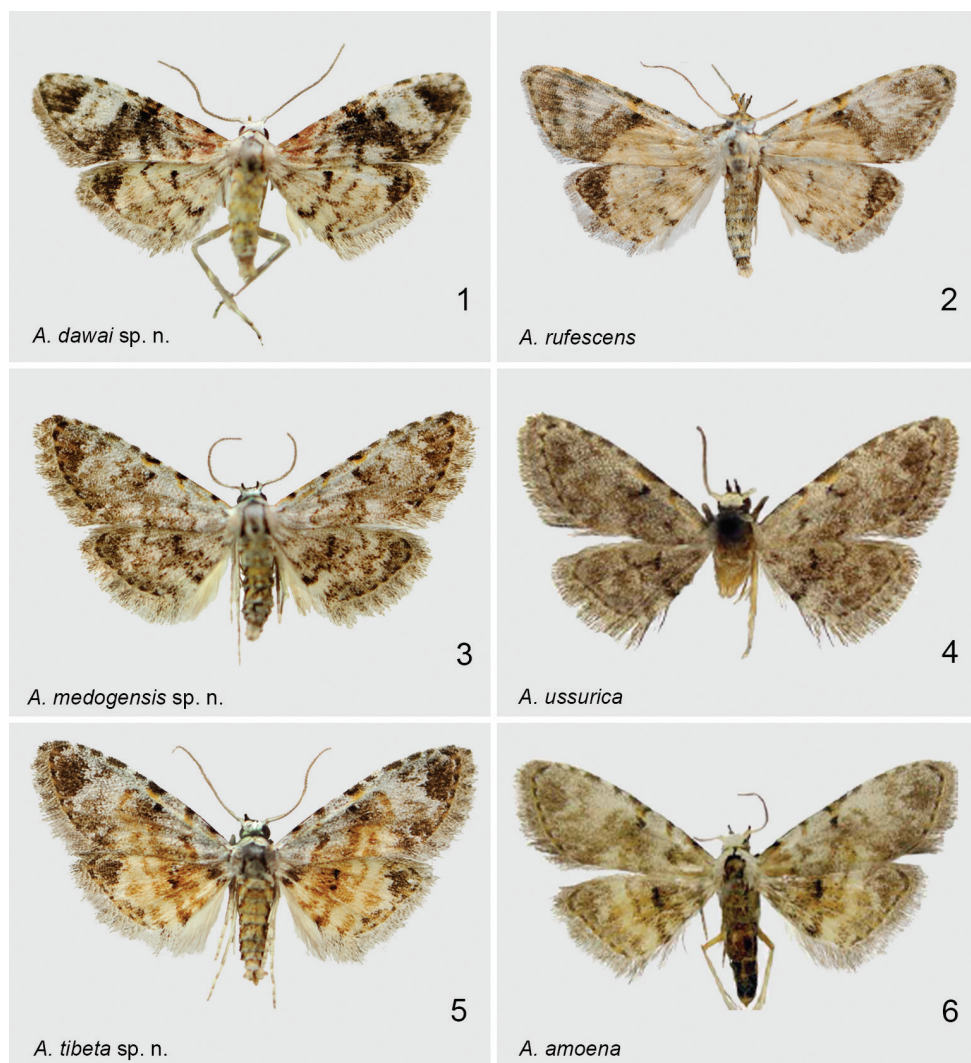 1
A. dawai sp. n.
2
A. rufescens
3
A. medogensis sp. n.
4
A. ussurica
5
A. tibeta sp. n.
6
A. amoena